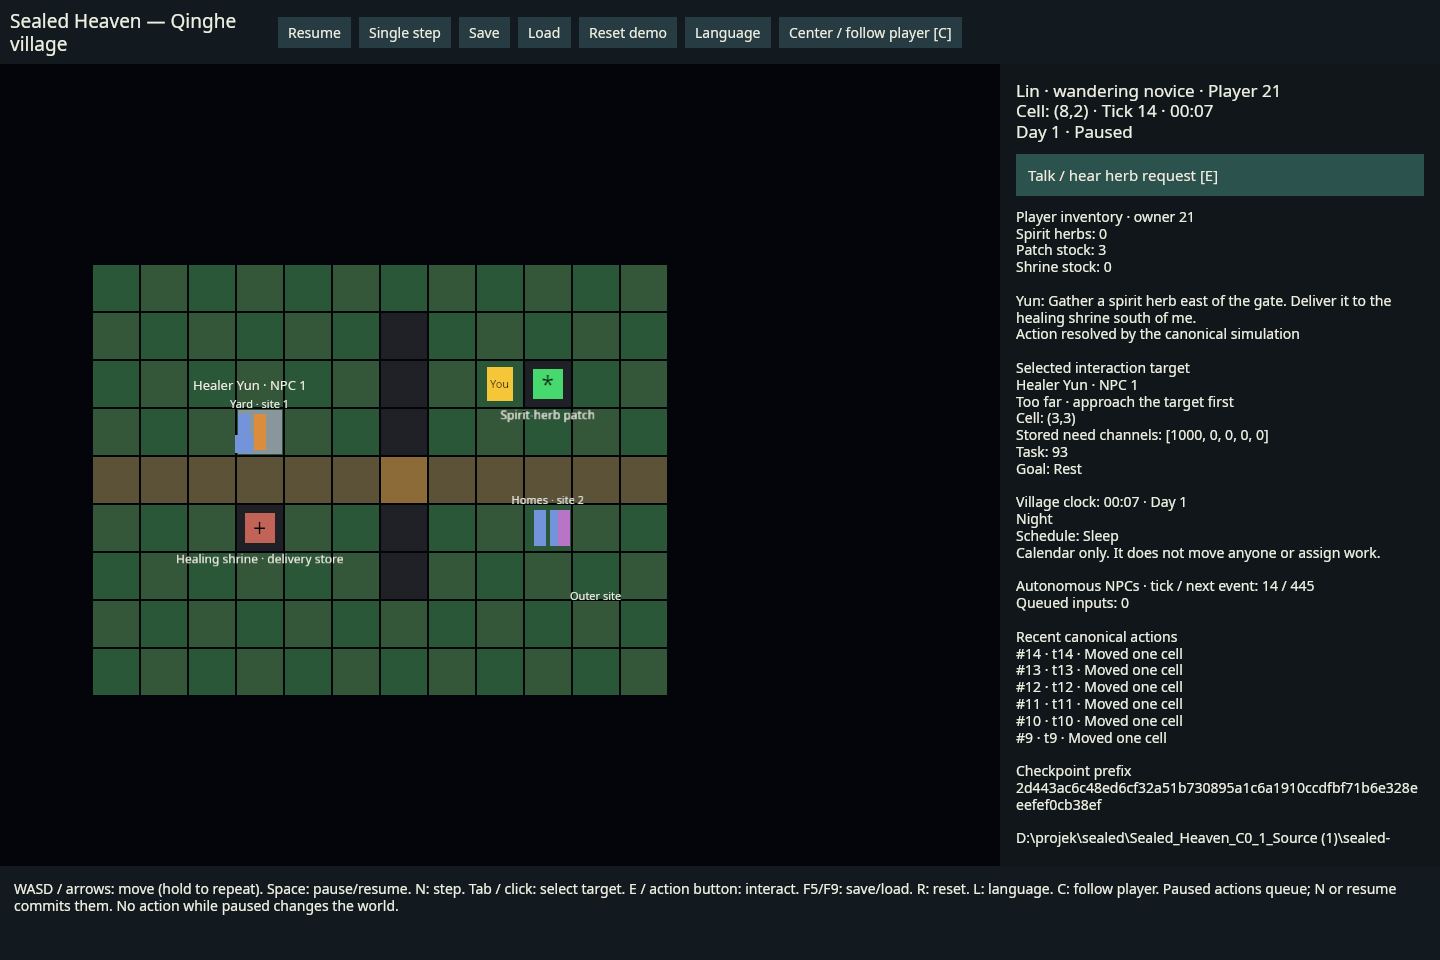 Sealed Heaven — Qinghe
village
Resume
Single step
Save
Load
Reset demo
Language
Center / follow player [C]
Lin · wandering novice · Player 21
Cell: (8,2) · Tick 14 · 00:07
Day 1 · Paused
Talk / hear herb request [E]
Player inventory · owner 21
Spirit herbs: 0
Patch stock: 3
Shrine stock: 0
Yun: Gather a spirit herb east of the gate. Deliver it to the
healing shrine south of me.
Action resolved by the canonical simulation
Selected interaction target
Healer Yun · NPC 1
Too far · approach the target first
Cell: (3,3)
Stored need channels: [1000, 0, 0, 0, 0]
Task: 93
Goal: Rest
Village clock: 00:07 · Day 1
Night
Schedule: Sleep
Calendar only. It does not move anyone or assign work.
Autonomous NPCs · tick / next event: 14 / 445
Queued inputs: 0
Recent canonical actions
#14 · t14 · Moved one cell
#13 · t13 · Moved one cell
#12 · t12 · Moved one cell
#11 · t11 · Moved one cell
#10 · t10 · Moved one cell
#9 · t9 · Moved one cell
Checkpoint prefix
2d443ac6c48ed6cf32a51b730895a1c6a1910ccdfbf71b6e328e
eefef0cb38ef
D:\projek\sealed\Sealed_Heaven_C0_1_Source (1)\sealed-
Healer Yun · NPC 1
Yard · site 1
You
*
Spirit herb patch
Homes · site 2
+
Healing shrine · delivery store
Outer site
WASD / arrows: move (hold to repeat). Space: pause/resume. N: step. Tab / click: select target. E / action button: interact. F5/F9: save/load. R: reset. L: language. C: follow player. Paused actions queue; N or resume
commits them. No action while paused changes the world.